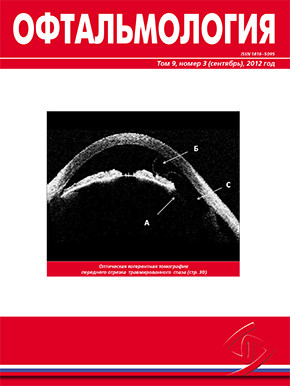 ОФТАЛЬМОЛОГИЯ
ISSN 1816–5095
Том 9, номер 3 (сентябрь), 2012 год
Б
С
А
Оптическая когерентная томография
переднего отрезка травмированного глаза (стр. 30)